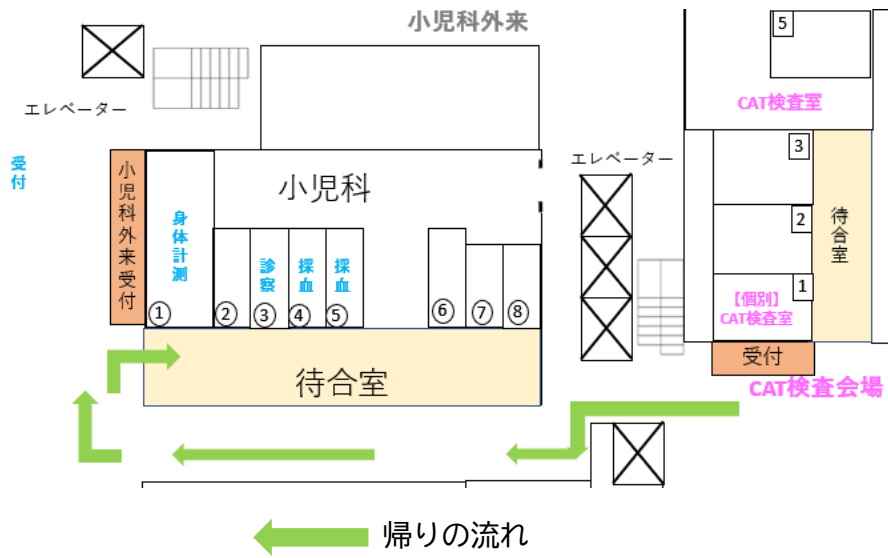 小児科外来
5
CAT検査室
エレベーター
受付
小児科外来受付
小児科
身体計測
診察
採血
採血
①
②
③
④
⑤
⑥
⑦
⑧
待合室
エレベーター
3
2
1
待合室
【個別】
CAT検査室
受付
CAT検査会場
帰りの流れ